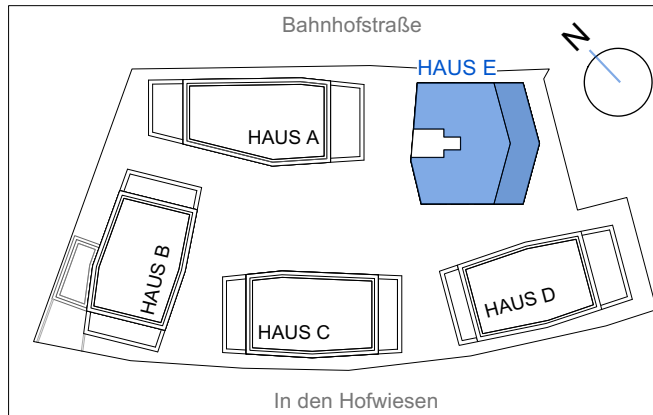 Bahnhofstraße
N
HAUS E
HAUS A
HAUS B
HAUS D
HAUS C
In den Hofwiesen